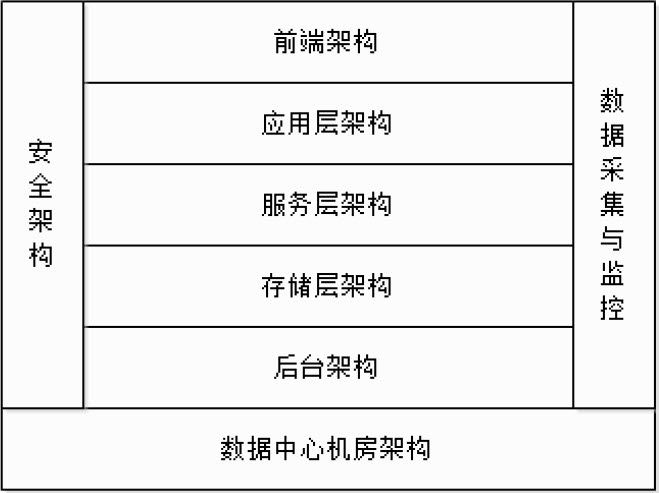 前端架构
应用层架构
服务层架构
存储层架构
后台架构
安全架构
数据采集与监控
数据中心机房架构